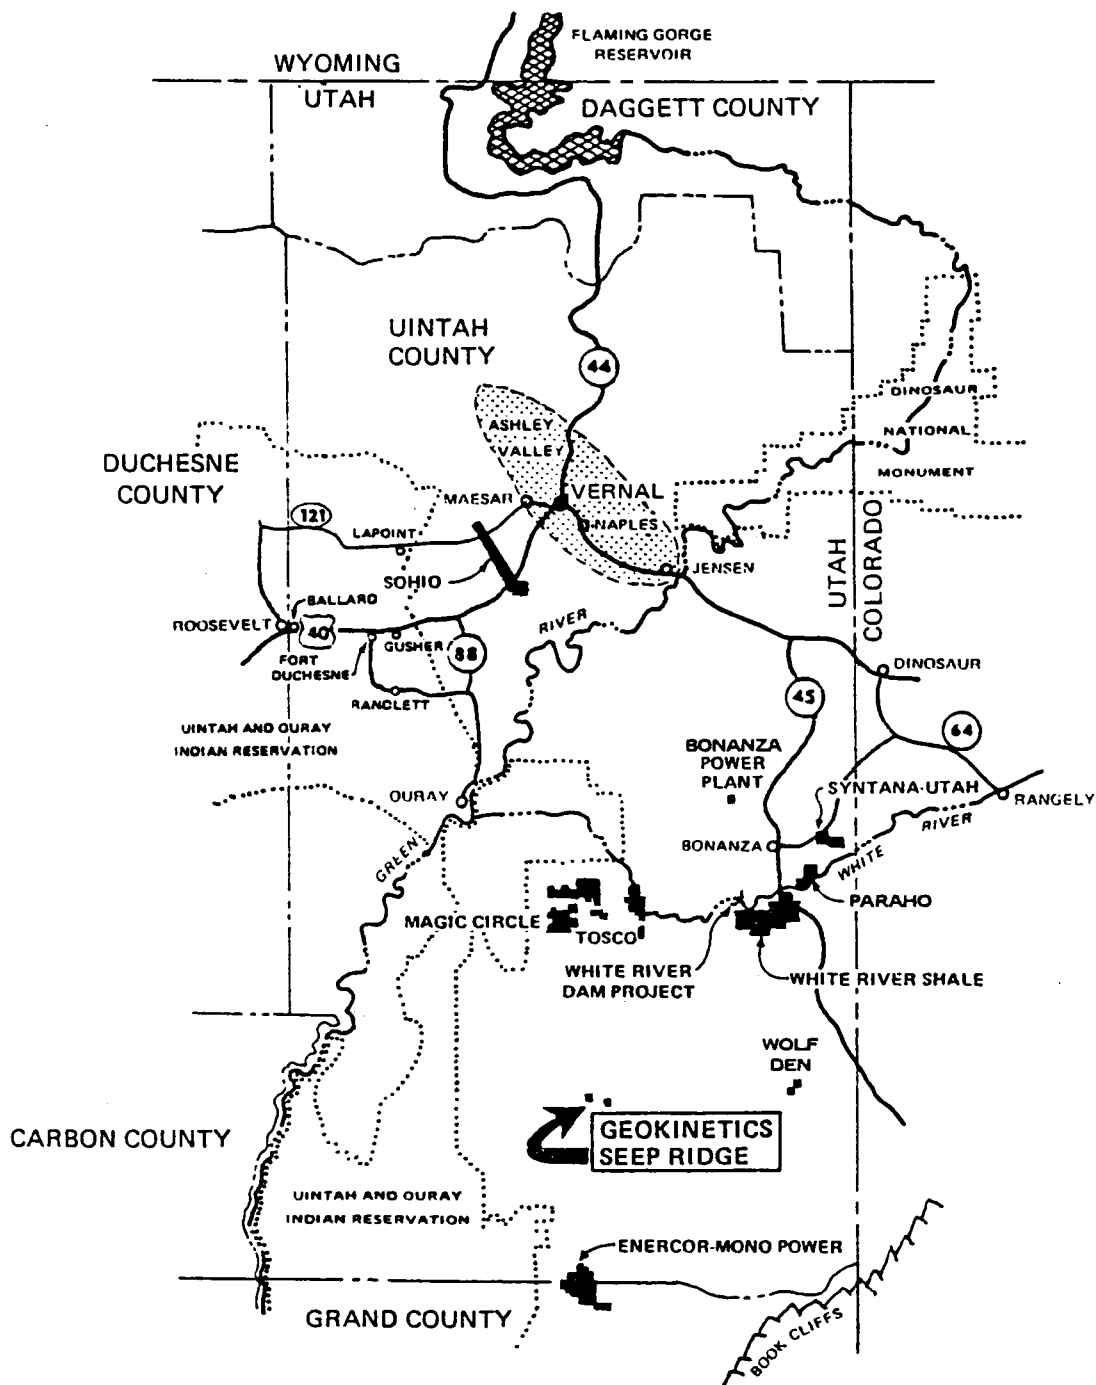 FLAMING GORGE
RESERVOIR
WYOMING
UTAH
DAGGETT COUNTY
UINTAH
COUNTY
44
DINOSAUR
NATIONAL
MONUMENT
ASHLEY
VALLEY
DUCHESNE
COUNTY
MAESAR
VERNAL
NAPLES
121
LAPOINT
SOHIO
JENSEN
UTAH
COLORADO
BALLARD
ROOSEVELT
40
FORT
DUCHESNE
GUSHER
88
RIVER
RANDLETT
DINOSAUR
45
64
UINTAH AND OURAY
INDIAN RESERVATION
BONANZA
POWER
PLANT
SYNTANA-UTAH
OURAY
RANGELY
RIVER
GREEN
BONANZA
WHITE
PARAHO
MAGIC CIRCLE
TOSCO
WHITE RIVER
DAM PROJECT
WHITE RIVER SHALE
WOLF
DEN
CARBON COUNTY
GEOKINETICS
SEEP RIDGE
UINTAH AND OURAY
INDIAN RESERVATION
ENERCOR-MONO POWER
GRAND COUNTY
BOOK CLIFFS